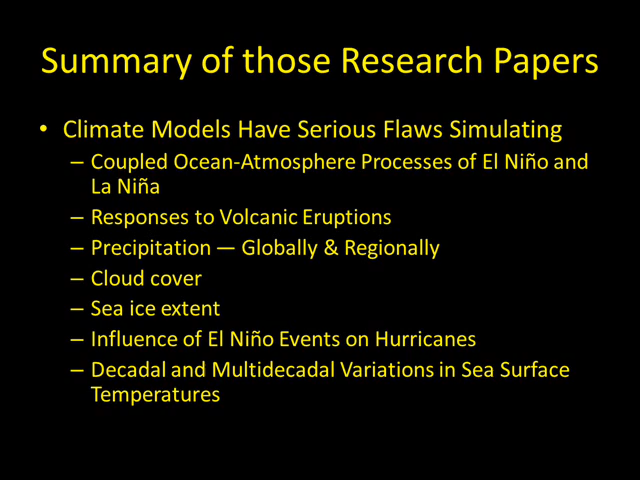 Summary of those Research Papers
• Climate Models Have Serious Flaws Simulating
– Coupled Ocean-Atmosphere Processes of El Niño and
La Niña
– Responses to Volcanic Eruptions
– Precipitation — Globally & Regionally
– Cloud cover
– Sea ice extent
– Influence of El Niño Events on Hurricanes
– Decadal and Multidecadal Variations in Sea Surface
Temperatures